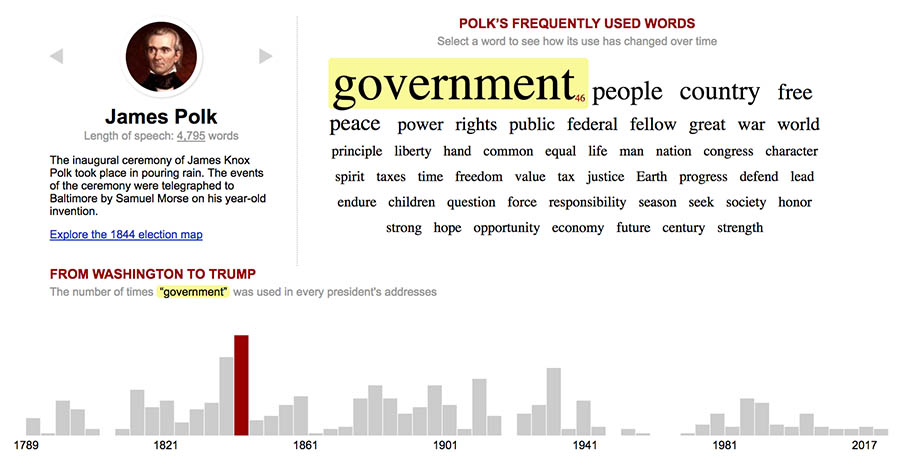 James Polk
Length of speech: 4,795 words
The inaugural ceremony of James Knox
Polk took place in pouring rain. The events
of the ceremony were telegraphed to
Baltimore by Samuel Morse on his year-old
invention.
Explore the 1844 election map
POLK'S FREQUENTLY USED WORDS
Select a word to see how its use has changed over time
government46 people country free
peace power rights public federal fellow great war world
principle liberty hand common equal life man nation congress character
spirit taxes time freedom value tax justice Earth progress defend lead
endure children question force responsibility season seek society honor
strong hope opportunity economy future century strength
FROM WASHINGTON TO TRUMP
The number of times “government” was used in every president's addresses
1789 1821 1861 1901 1941 1981 2017